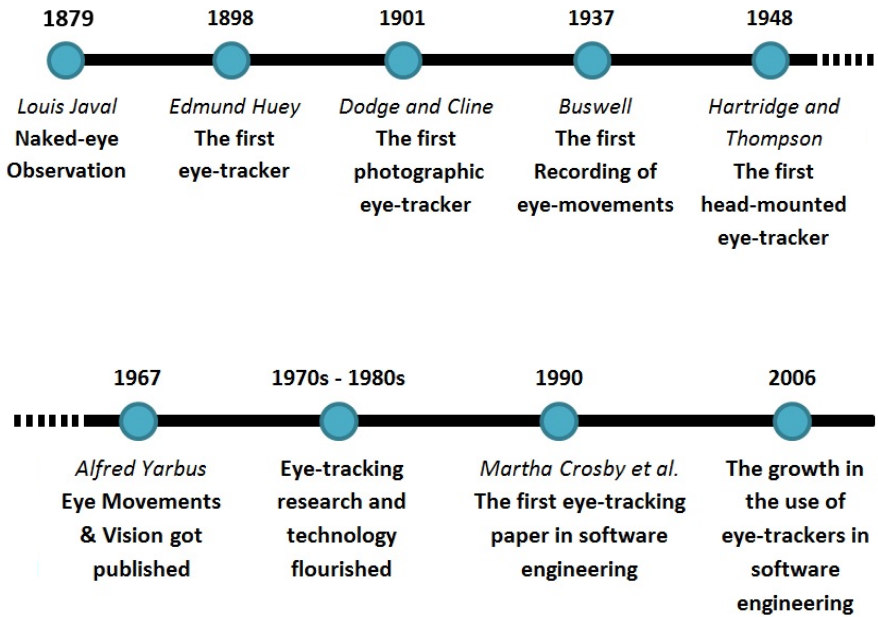 1879
Louis Javal
Naked-eye
Observation
1898
Edmund Huey
The first
eye-tracker
1901
Dodge and Cline
The first
photographic
eye-tracker
1937
Buswell
The first
Recording of
eye-movements
1948
Hartridge and
Thompson
The first
head-mounted
eye-tracker
1967
Alfred Yarbus
Eye Movements
& Vision got
published
1970s - 1980s
Eye-tracking
research and
technology
flourished
1990
Martha Crosby et al.
The first eye-tracking
paper in software
engineering
2006
The growth in
the use of
eye-trackers in
software
engineering